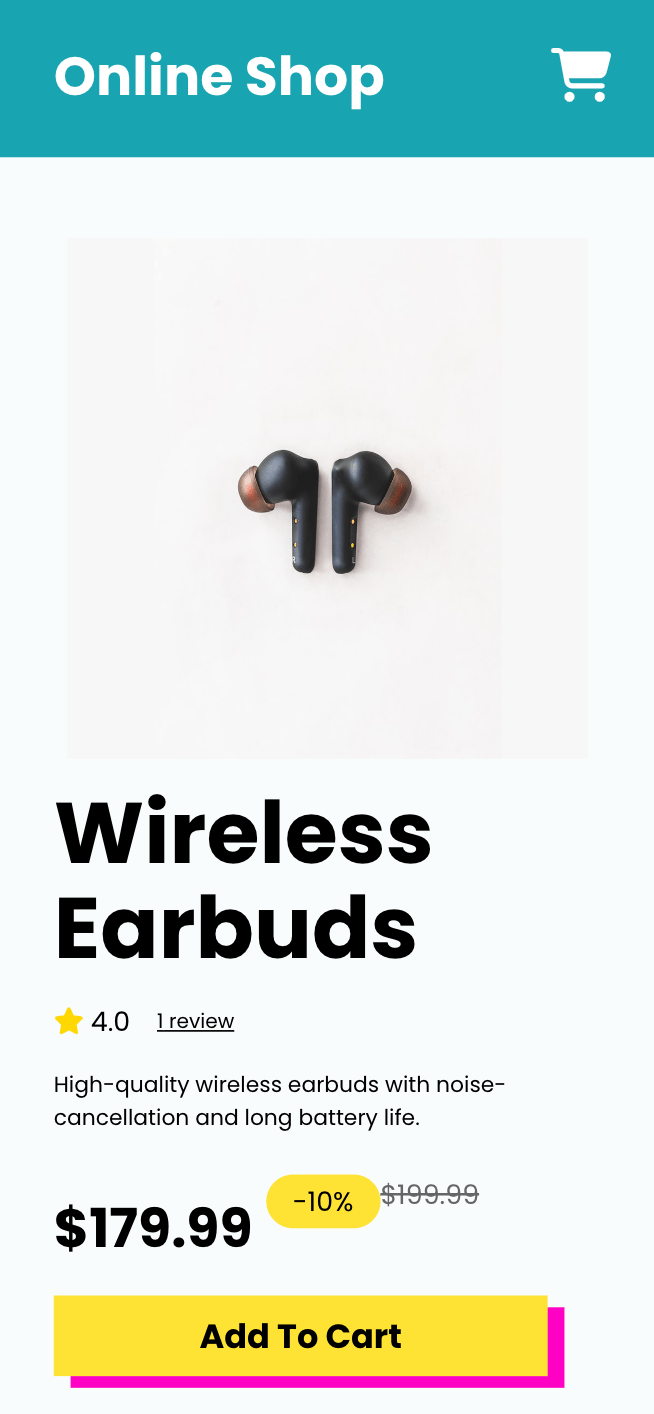 Online Shop
Wireless
Earbuds
4.0 1 review
High-quality wireless earbuds with noise-
cancellation and long battery life.
$179.99 -10% $199.99
Add To Cart